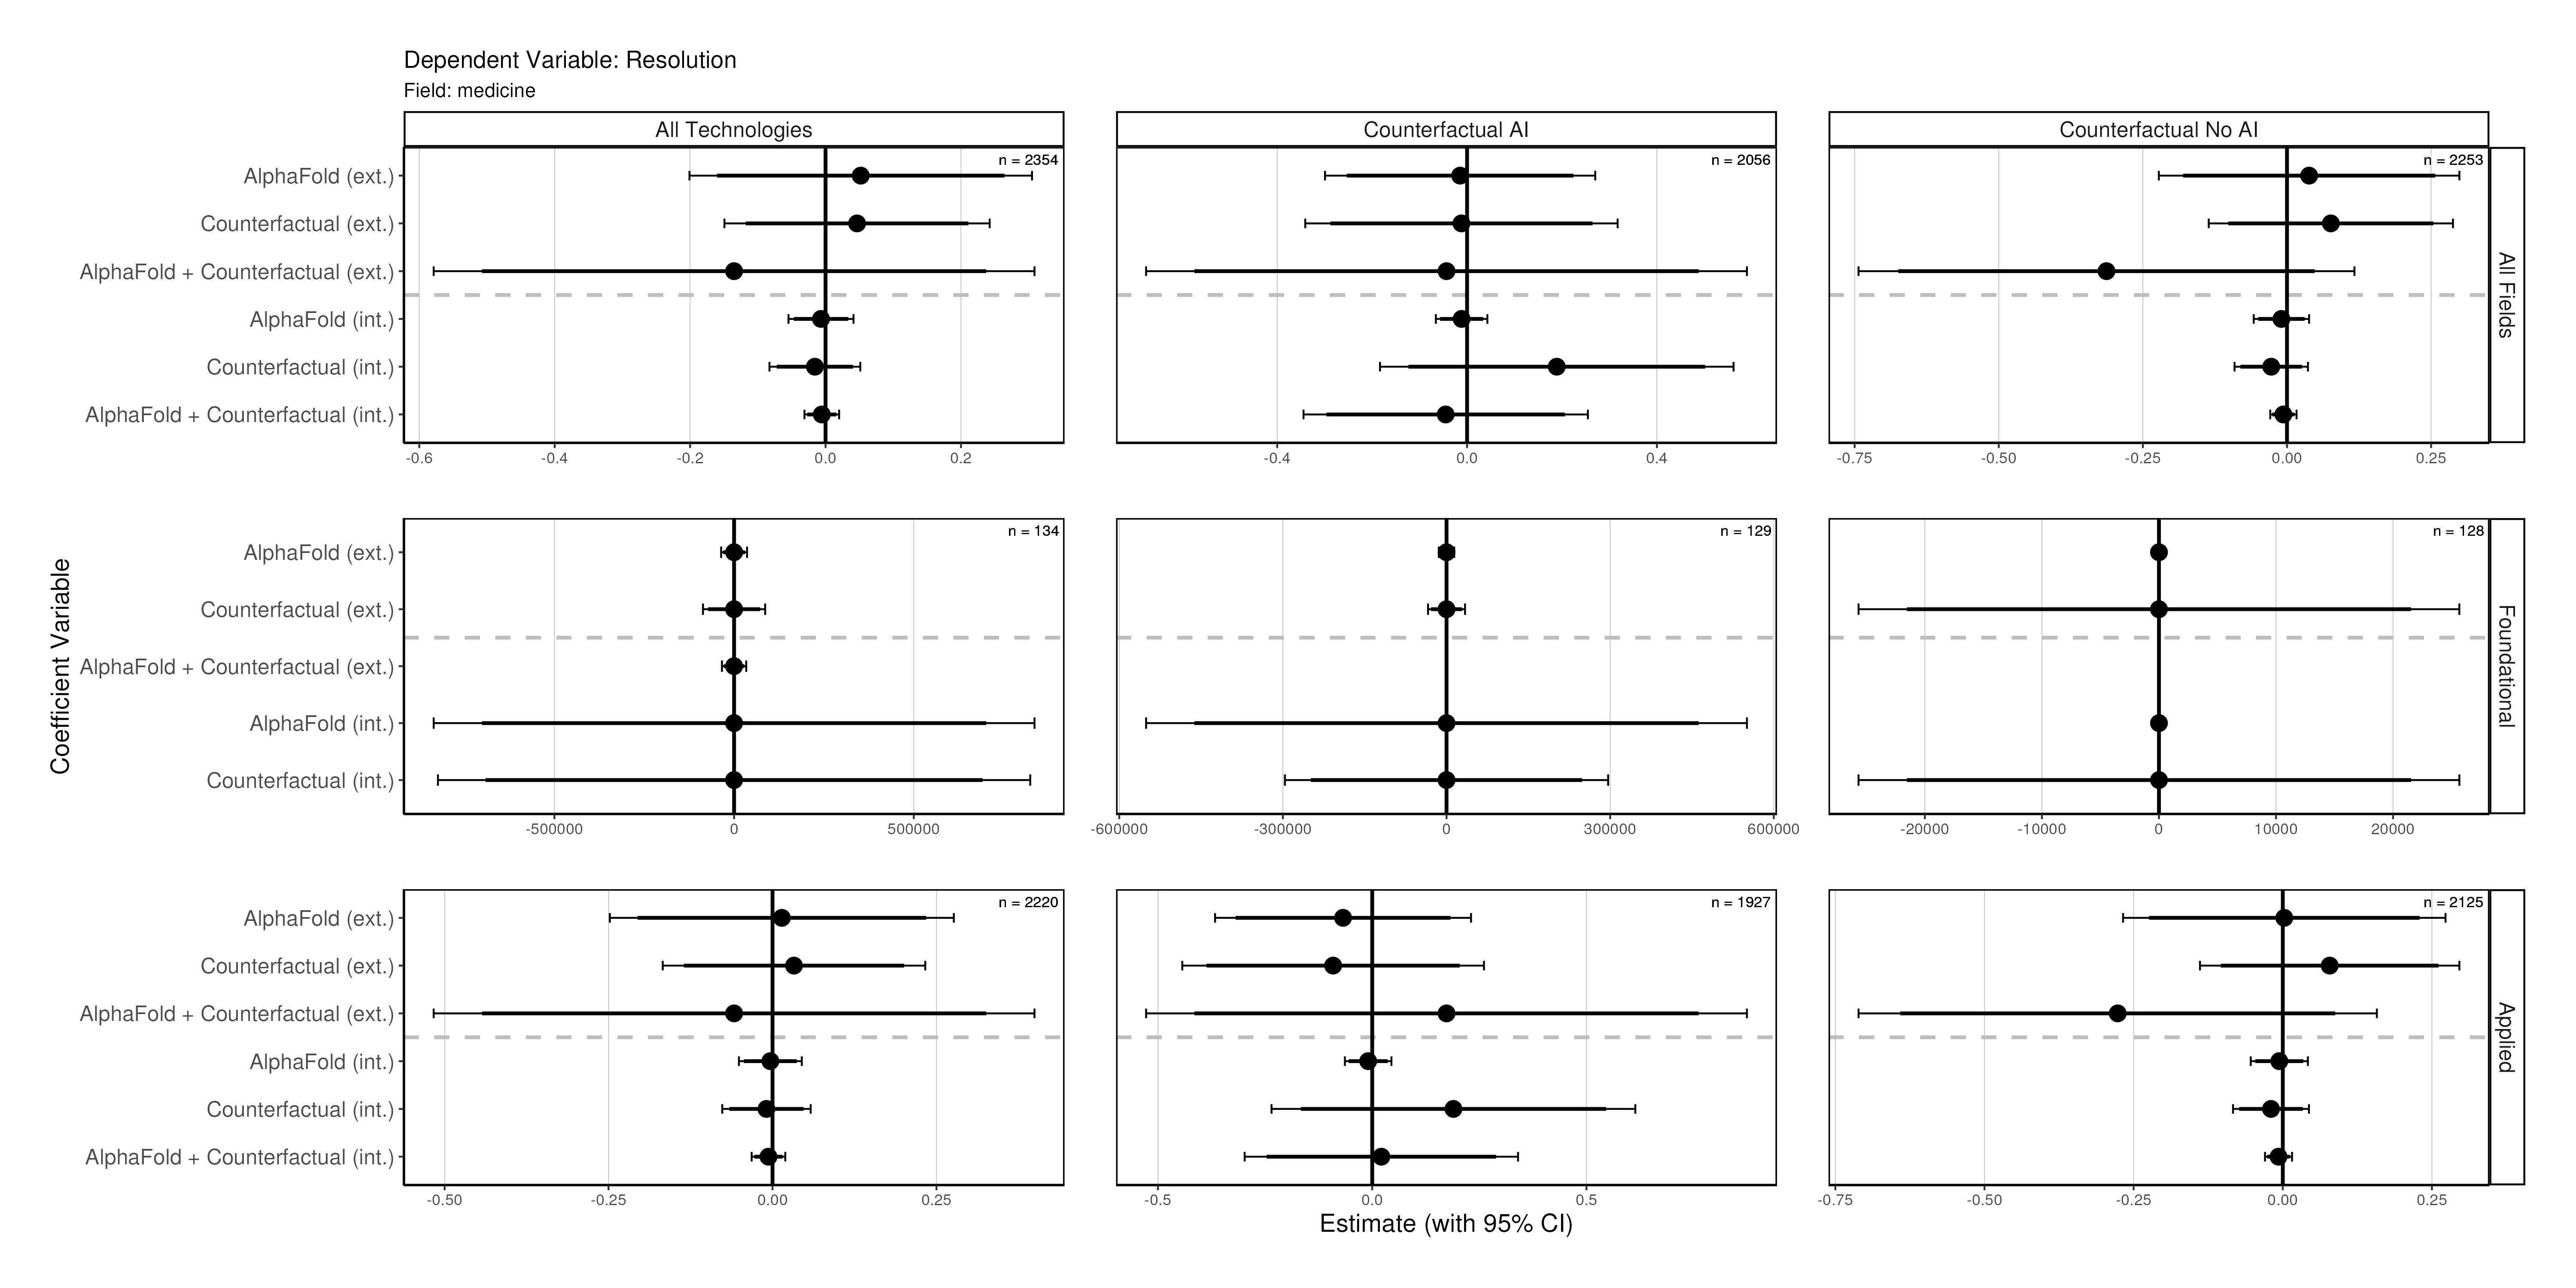 Dependent Variable: Resolution
Field: medicine
All Technologies
Counterfactual AI
Counterfactual No AI
n = 2354
n = 2056
n = 2253
AlphaFold (ext.)
Counterfactual (ext.)
AlphaFold + Counterfactual (ext.)
AlphaFold (int.)
Counterfactual (int.)
AlphaFold + Counterfactual (int.)
All Fields
-0.6 -0.4 -0.2 0.0 0.2
-0.4 0.0 0.4
-0.75 -0.50 -0.25 0.00 0.25
Coefficient Variable
n = 134
n = 129
n = 128
AlphaFold (ext.)
Counterfactual (ext.)
AlphaFold + Counterfactual (ext.)
AlphaFold (int.)
Counterfactual (int.)
Foundational
-500000 0 500000
-600000 -300000 0 300000 600000
-20000 -10000 0 10000 20000
n = 2220
n = 1927
n = 2125
AlphaFold (ext.)
Counterfactual (ext.)
AlphaFold + Counterfactual (ext.)
AlphaFold (int.)
Counterfactual (int.)
AlphaFold + Counterfactual (int.)
Applied
-0.50 -0.25 0.00 0.25
-0.5 0.0 0.5
-0.75 -0.50 -0.25 0.00 0.25
Estimate (with 95% CI)